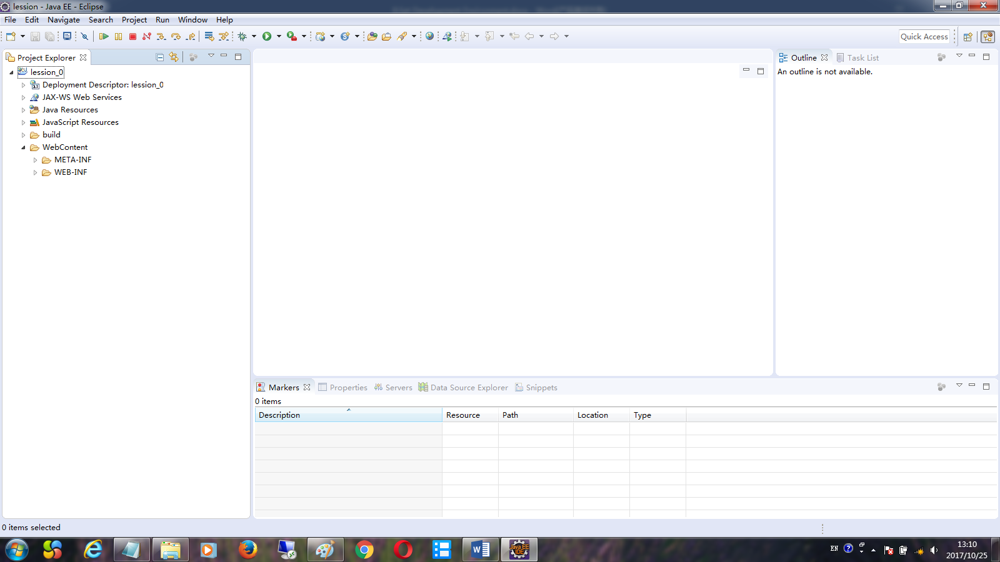 lession - Java EE - Eclipse
File Edit Navigate Search Project Run Window Help
Quick Access
Project Explorer
lession_0
Deployment Descriptor: lession_0
JAX-WS Web Services
Java Resources
JavaScript Resources
build
WebContent
META-INF
WEB-INF
Outline Task List
An outline is not available.
Markers Properties Servers Data Source Explorer Snippets
0 items
Description Resource Path Location Type
0 items selected
Java EE
IDE
EN
13:10
2017/10/25